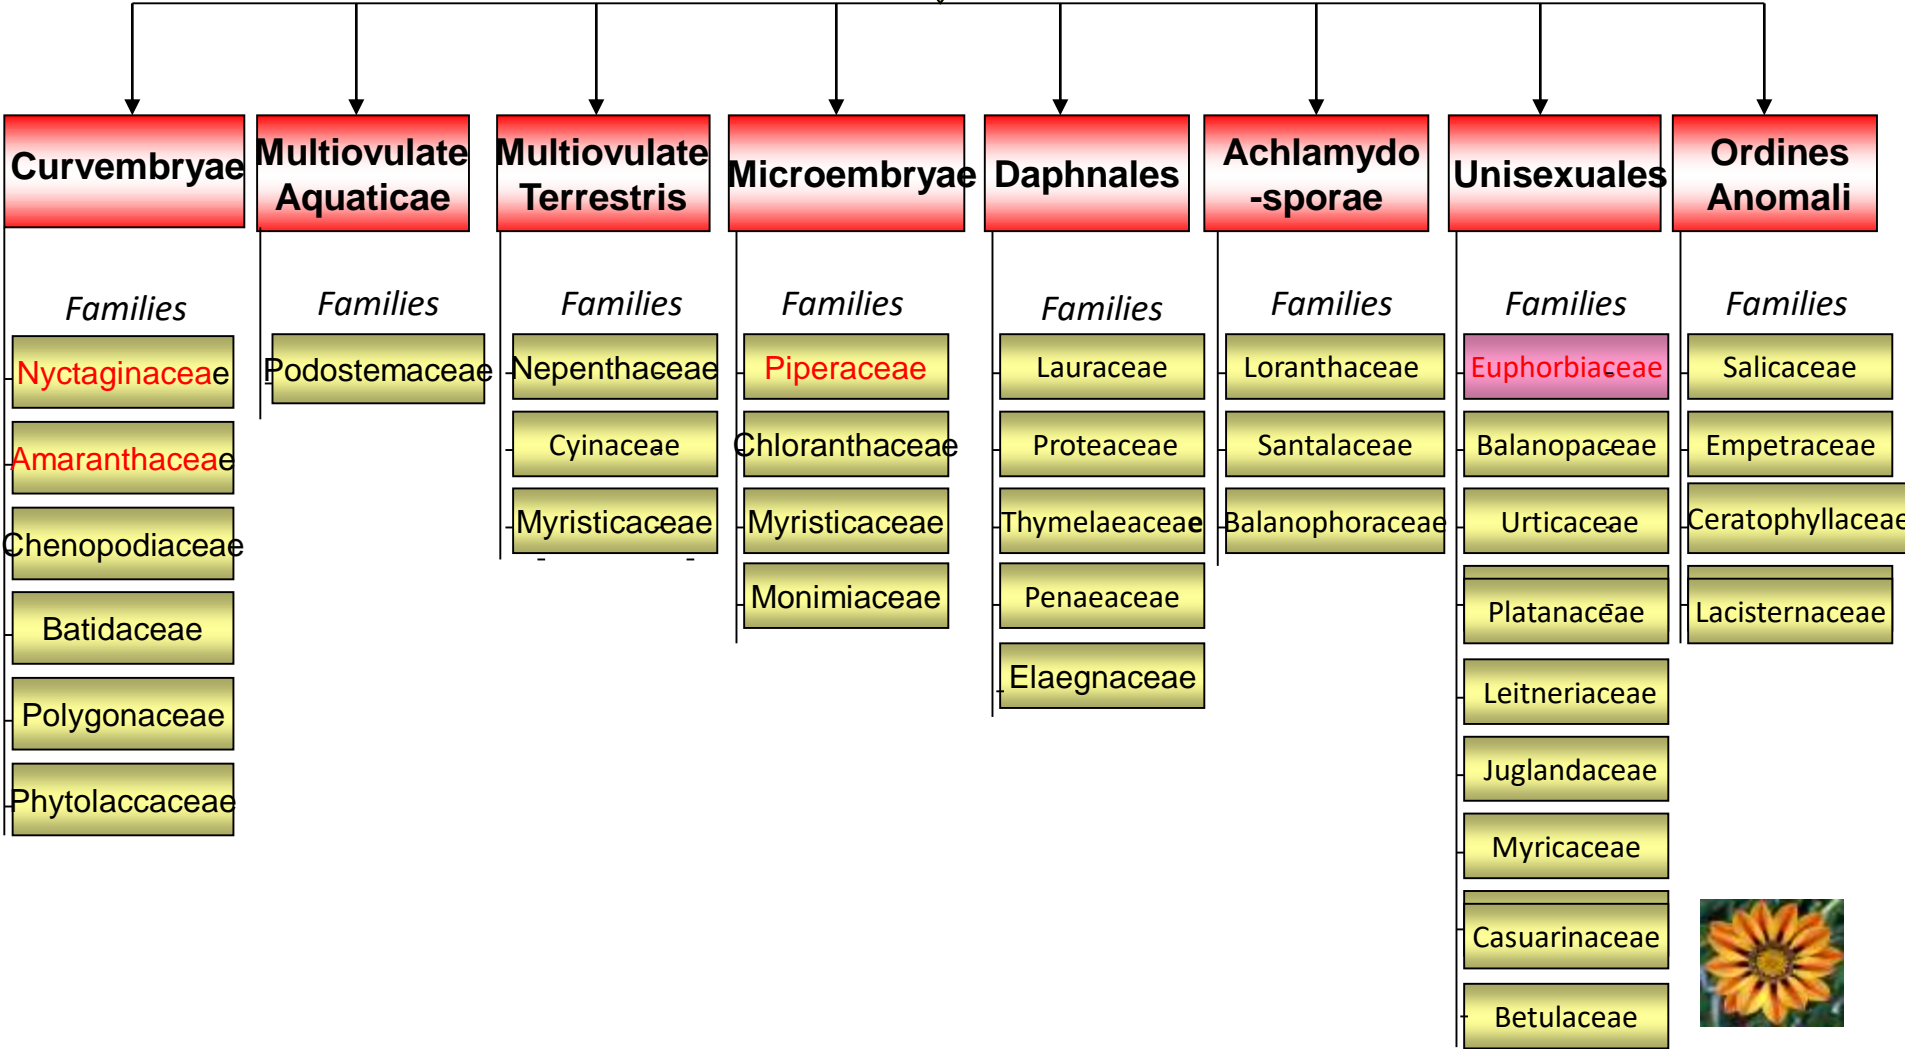 Curvembryae
Multiovulate
Aquaticae
Multiovulate
Terrestris
Microembryae
Daphnales
Achlamydo
-sporae
Unisexuales
Ordines
Anomali
Families
Nyctaginaceae
Amaranthaceae
Chenopodiaceae
Batidaceae
Polygonaceae
Phytolaccaceae
Families
Podostemaceae
Families
Nepenthaceae
Cyinaceae
Myristicaceae
Families
Piperaceae
Chloranthaceae
Myristicaceae
Monimiaceae
Families
Lauraceae
Proteaceae
Thymelaeaceae
Penaeaceae
Elaegnaceae
Families
Loranthaceae
Santalaceae
Balanophoraceae
Families
Euphorbiaceae
Balanopaceae
Urticaceae
Platanaceae
Leitneriaceae
Juglandaceae
Myricaceae
Casuarinaceae
Betulaceae
Families
Salicaceae
Empetraceae
Ceratophyllaceae
Lacisternaceae